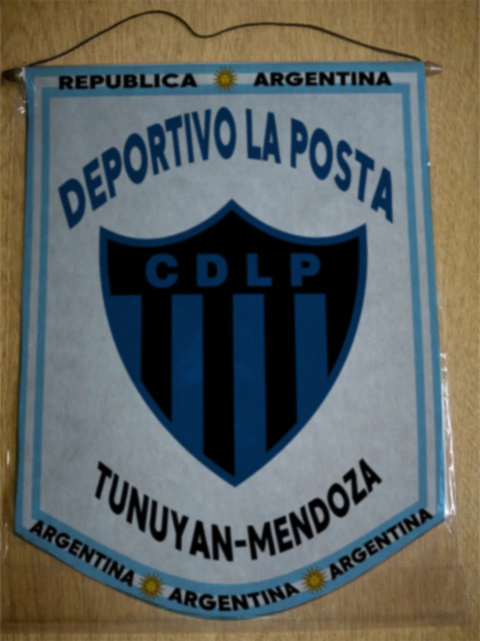 REPUBLICA ARGENTINA
DEPORTIVO LA POSTA
CDLP
TUNUYAN-MENDOZA
ARGENTINA ARGENTINA ARGENTINA